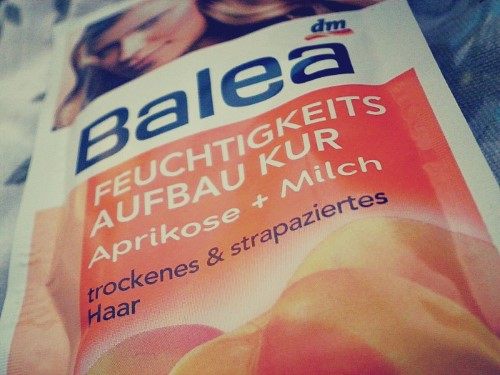 dm
Balea
FEUCHTIGKEITS
AUFBAU KUR
Aprikose + Milch
trockenes & strapaziertes
Haar